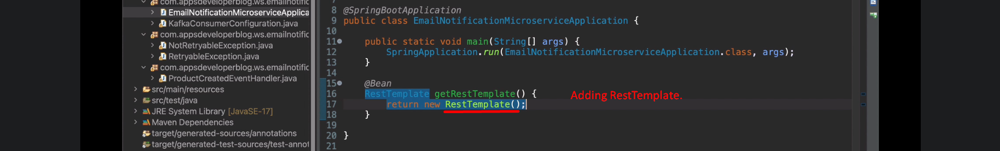 com.appsdeveloperblog.ws.emailnotific
EmailNotificationMicroserviceApplica
KafkaConsumerConfiguration.java
com.appsdeveloperblog.ws.emailnotific
NotRetryableException.java
RetryableException.java
com.appsdeveloperblog.ws.emailnotific
ProductCreatedEventHandler.java
src/main/resources
src/test/java
JRE System Library [JavaSE-17]
Maven Dependencies
target/generated-sources/annotations
target/generated-test-sources/test-annot
7
8 @SpringBootApplication
9 public class EmailNotificationMicroserviceApplication {
10
11 public static void main(String[] args) {
12 SpringApplication.run(EmailNotificationMicroserviceApplication.class, args);
13 }
14
15 @Bean
16 RestTemplate getRestTemplate() {
17 return new RestTemplate();
18 }
19
20 }
21
Adding RestTemplate.